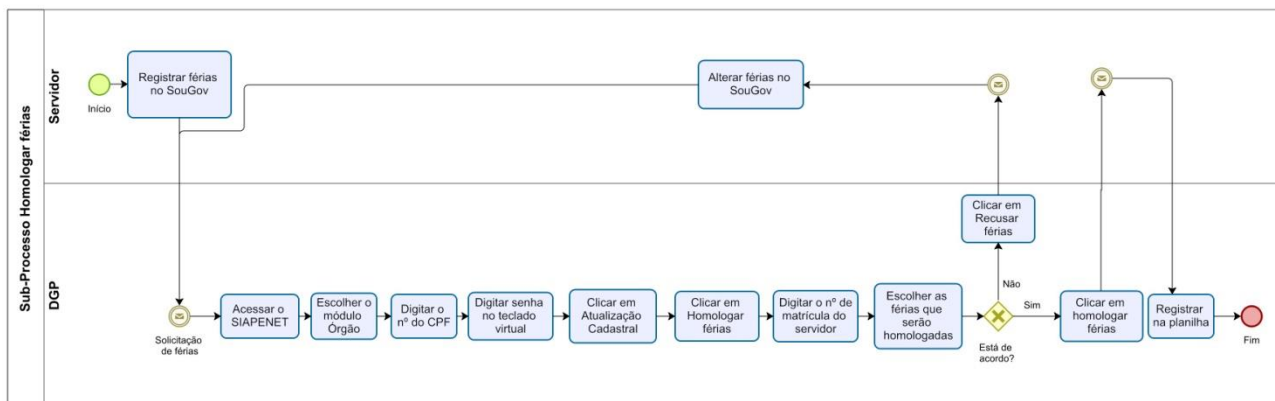 Sub-Processo Homologar férias
Servidor
Início
Registrar férias
no SouGov
Alterar férias no
SouGov
DGP
Solicitação
de férias
Acessar o
SIAPENET
Escolher o
módulo
Órgão
Digitar o
nº do CPF
Digitar senha
no teclado
virtual
Clicar em
Atualização
Cadastral
Clicar em
Homologar
férias
Digitar o nº de
matrícula do
servidor
Escolher as
férias que
serão
homologadas
Está de
acordo?
Não
Clicar em
Recusar
férias
Sim
Clicar em
homologar
férias
Registrar
na planilha
Fim